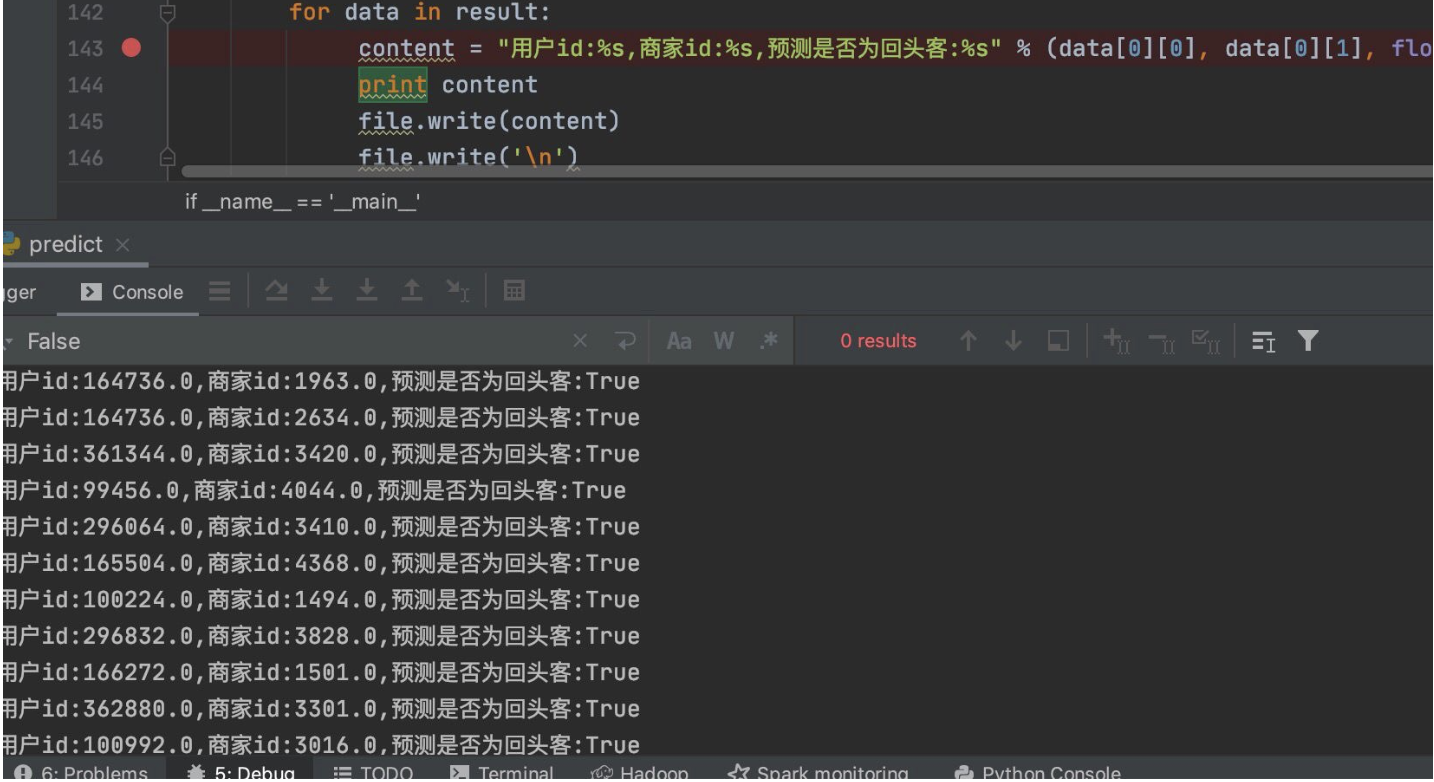 142 for data in result:
143 content = "用户id:%s,商家id:%s,预测是否为回头客:%s" % (data[0][0], data[0][1], flo
144 print content
145 file.write(content)
146 file.write('\n')
if __name__ == '__main__'
predict
gger Console
False Aa W .* 0 results
用户id:164736.0,商家id:1963.0,预测是否为回头客:True
用户id:164736.0,商家id:2634.0,预测是否为回头客:True
用户id:361344.0,商家id:3420.0,预测是否为回头客:True
用户id:99456.0,商家id:4044.0,预测是否为回头客:True
用户id:296064.0,商家id:3410.0,预测是否为回头客:True
用户id:165504.0,商家id:4368.0,预测是否为回头客:True
用户id:100224.0,商家id:1494.0,预测是否为回头客:True
用户id:296832.0,商家id:3828.0,预测是否为回头客:True
用户id:166272.0,商家id:1501.0,预测是否为回头客:True
用户id:362880.0,商家id:3301.0,预测是否为回头客:True
用户id:100992.0,商家id:3016.0,预测是否为回头客:True
6: Problems 5: Debug TODO Terminal Hadoop Spark monitoring Python Console